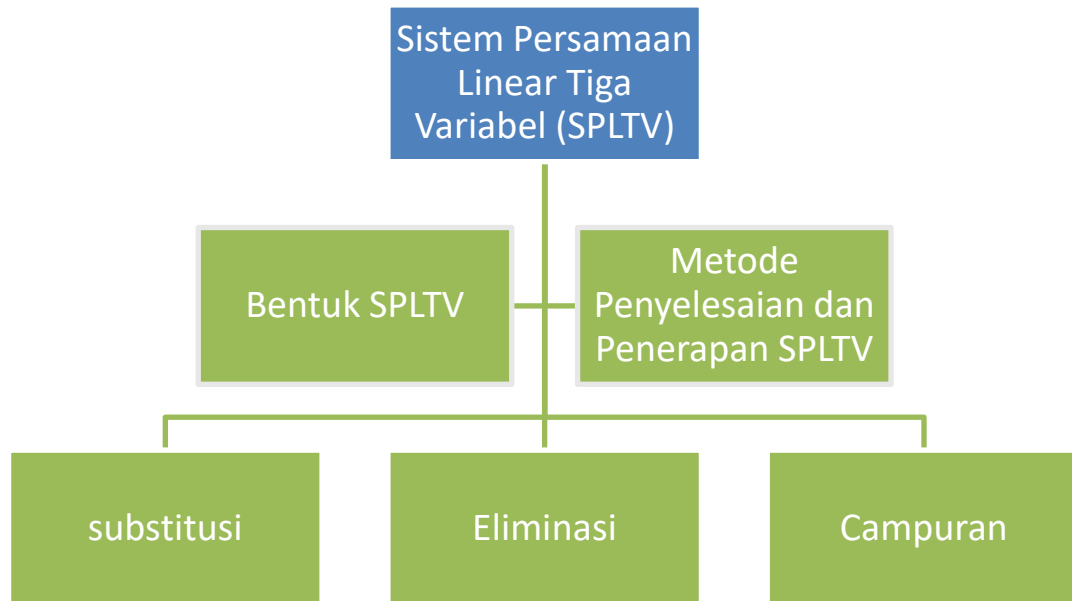 Sistem Persamaan
Linear Tiga
Variabel (SPLTV)
Bentuk SPLTV
Metode
Penyelesaian dan
Penerapan SPLTV
substitusi
Eliminasi
Campuran